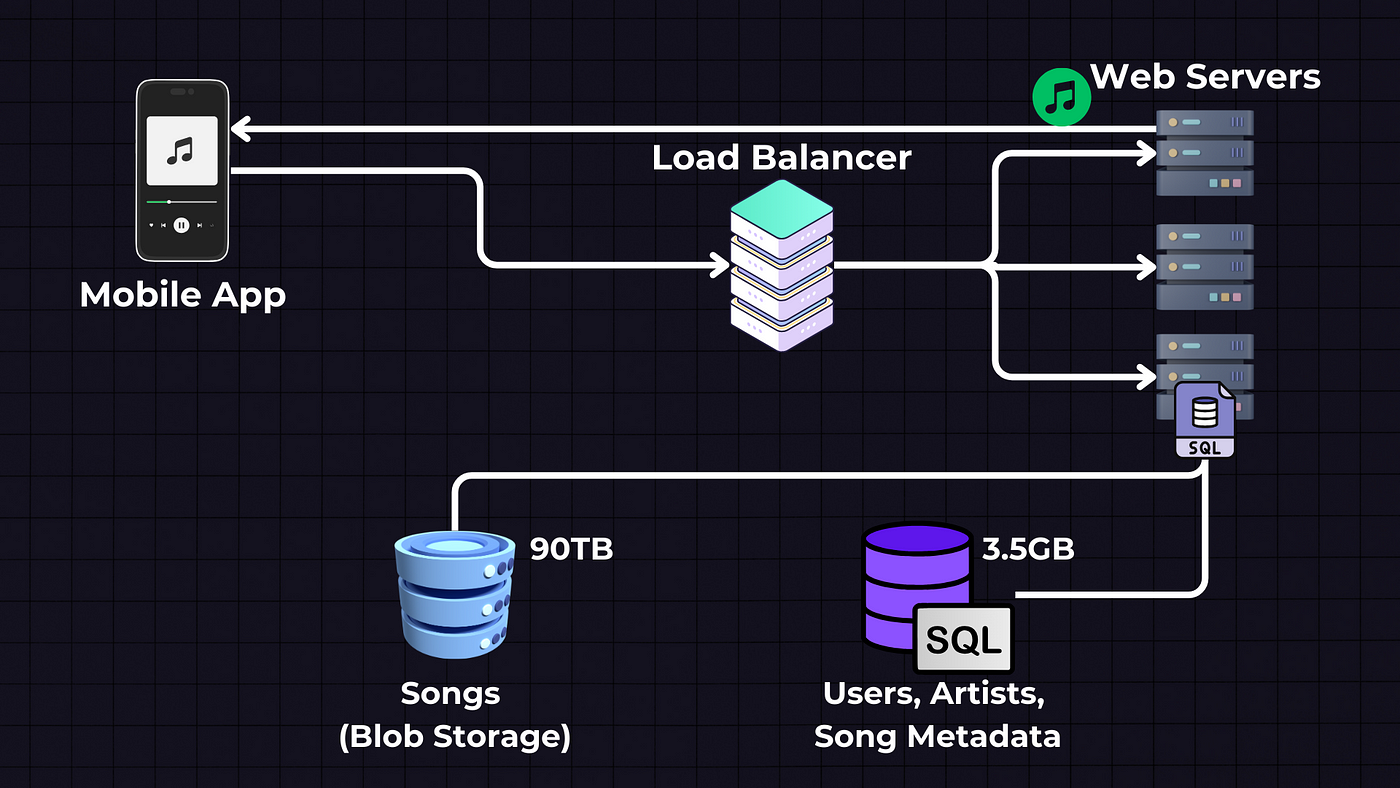 Web Servers
Load Balancer
Mobile App
SQL
90TB
3.5GB
SQL
Songs
(Blob Storage)
Users, Artists,
Song Metadata